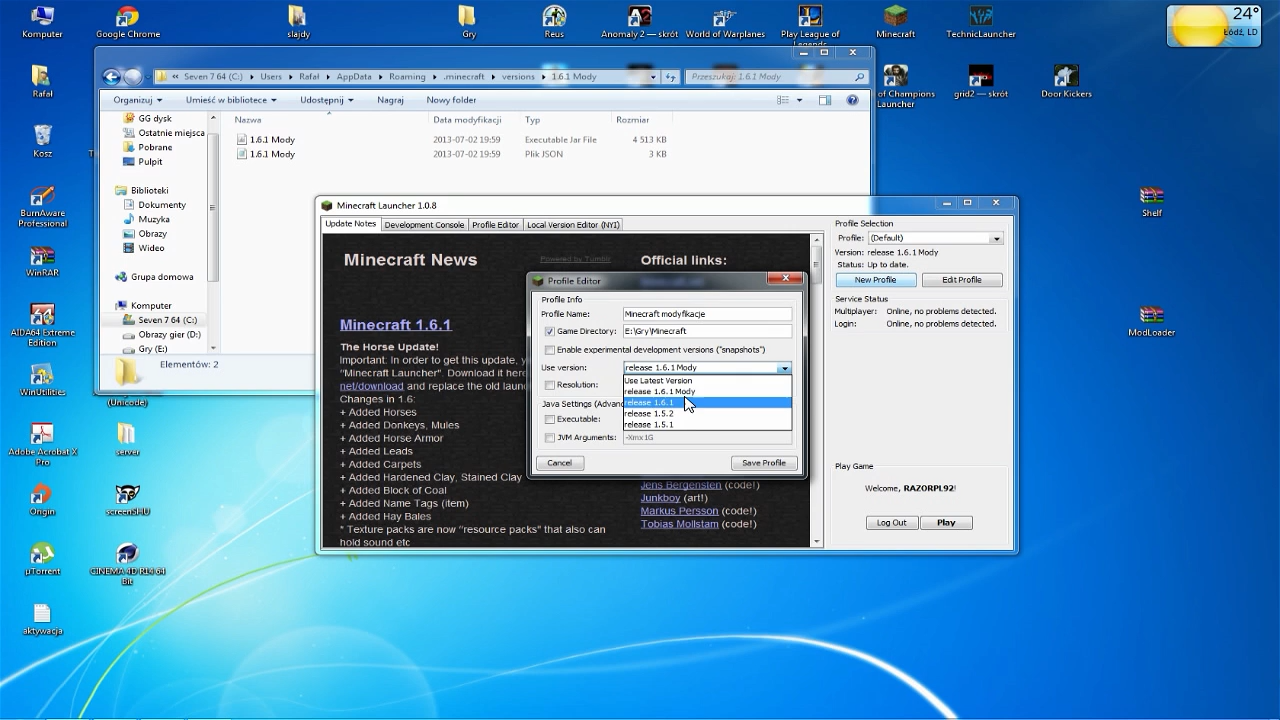 Komputer
Google Chrome
slajdy
Gry
Reus
Anomaly 2 — skrót
World of Warplanes
Play League of
Minecraft
TechnicLauncher
24°
Łódź, LD
Rafał
Kosz
BurnAware
Professional
WinRAR
AIDA64 Extreme
Edition
WinUtilities
Adobe Acrobat X
Pro
Origin
µTorrent
aktywacja
(Unicode)
server
screenSHU
CINEMA 4D R14 64
Bit
of Champions
Launcher
grid2 — skrót
Door Kickers
Shelf
ModLoader
« Seven 7 64 (C:) Users Rafał AppData Roaming .minecraft versions 1.6.1 Mody
Przeszukaj: 1.6.1 Mody
Organizuj Umieść w bibliotece Udostępnij Nagraj Nowy folder
GG dysk
Ostatnie miejsca
Pobrane
Pulpit
Biblioteki
Dokumenty
Muzyka
Obrazy
Wideo
Grupa domowa
Komputer
Seven 7 64 (C:)
Obrazy gier (D:)
Gry (E:)
Nazwa Data modyfikacji Typ Rozmiar
1.6.1 Mody 2013-07-02 19:59 Executable Jar File 4 513 KB
1.6.1 Mody 2013-07-02 19:59 Plik JSON 3 KB
Elementów: 2
Minecraft Launcher 1.0.8
Update Notes Development Console Profile Editor Local Version Editor (NYI)
Minecraft News
Powered by Tumblr
Official links:
Minecraft 1.6.1
The Horse Update!
Important: In order to get this update, y
"Minecraft Launcher". Download it here
net/download and replace the old laun
Changes in 1.6:
+ Added Horses
+ Added Donkeys, Mules
+ Added Horse Armor
+ Added Leads
+ Added Carpets
+ Added Hardened Clay, Stained Clay
+ Added Block of Coal
+ Added Name Tags (item)
+ Added Hay Bales
* Texture packs are now "resource packs" that also can
hold sound etc
Jens Bergensten (code!)
Junkboy (art!)
Markus Persson (code!)
Tobias Mollstam (code!)
Profile Editor
Profile Info
Profile Name: Minecraft modyfikacje
Game Directory: E:\Gry\Minecraft
Enable experimental development versions ("snapshots")
Use version: release 1.6.1 Mody
Use Latest Version
release 1.6.1 Mody
release 1.6.1
release 1.5.2
release 1.5.1
Resolution:
Java Settings (Advanc
Executable:
JVM Arguments: -Xmx1G
Cancel Save Profile
Profile Selection
Profile: (Default)
Version: release 1.6.1 Mody
Status: Up to date.
New Profile Edit Profile
Service Status
Multiplayer: Online, no problems detected.
Login: Online, no problems detected.
Play Game
Welcome, RAZORPL92!
Log Out Play